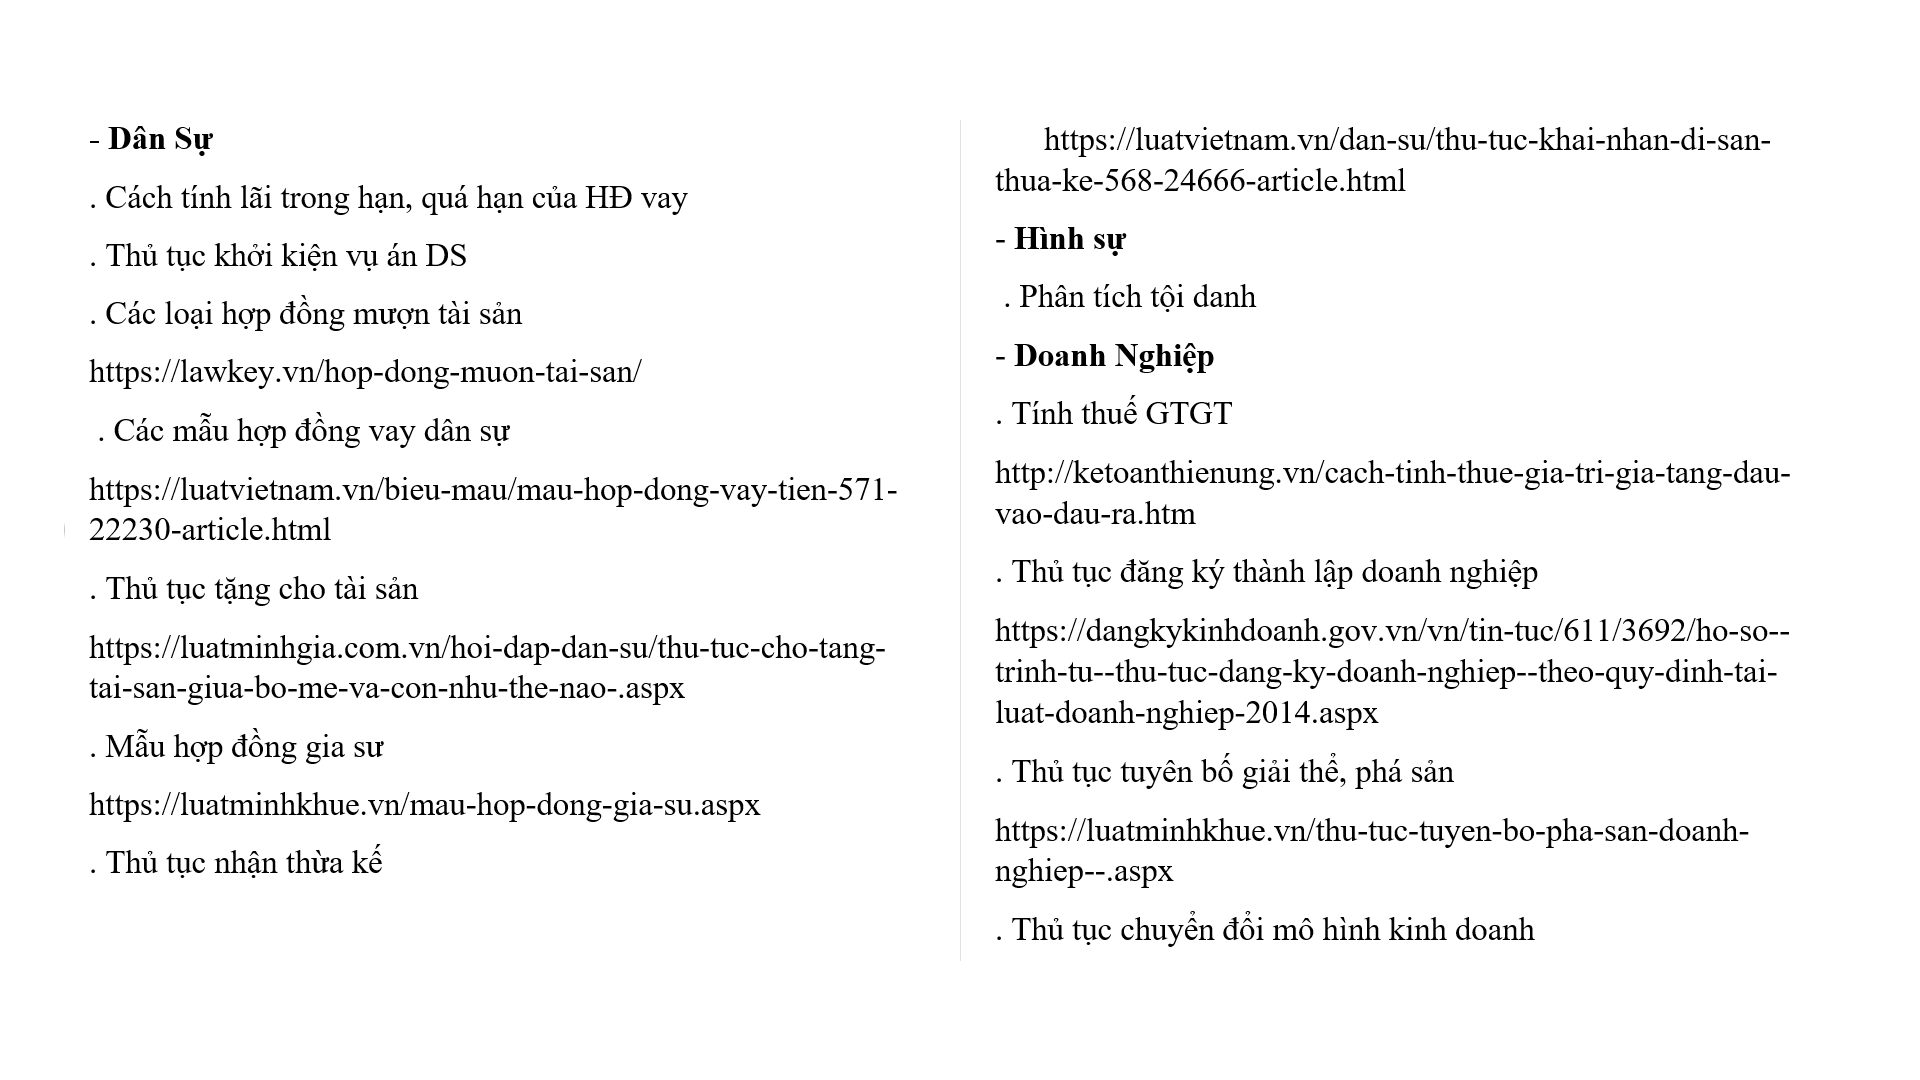 - Dân Sự
. Cách tính lãi trong hạn, quá hạn của HĐ vay
. Thủ tục khởi kiện vụ án DS
. Các loại hợp đồng mượn tài sản
https://lawkey.vn/hop-dong-muon-tai-san/
. Các mẫu hợp đồng vay dân sự
https://luatvietnam.vn/bieu-mau/mau-hop-dong-vay-tien-571-
22230-article.html
. Thủ tục tặng cho tài sản
https://luatminhgia.com.vn/hoi-dap-dan-su/thu-tuc-cho-tang-
tai-san-giua-bo-me-va-con-nhu-the-nao-.aspx
. Mẫu hợp đồng gia sư
https://luatminhkhue.vn/mau-hop-dong-gia-su.aspx
. Thủ tục nhận thừa kế
https://luatvietnam.vn/dan-su/thu-tuc-khai-nhan-di-san-
thua-ke-568-24666-article.html
- Hình sự
. Phân tích tội danh
- Doanh Nghiệp
. Tính thuế GTGT
http://ketoanthienung.vn/cach-tinh-thue-gia-tri-gia-tang-dau-
vao-dau-ra.htm
. Thủ tục đăng ký thành lập doanh nghiệp
https://dangkykinhdoanh.gov.vn/vn/tin-tuc/611/3692/ho-so--
trinh-tu--thu-tuc-dang-ky-doanh-nghiep--theo-quy-dinh-tai-
luat-doanh-nghiep-2014.aspx
. Thủ tục tuyên bố giải thể, phá sản
https://luatminhkhue.vn/thu-tuc-tuyen-bo-pha-san-doanh-
nghiep--.aspx
. Thủ tục chuyển đổi mô hình kinh doanh